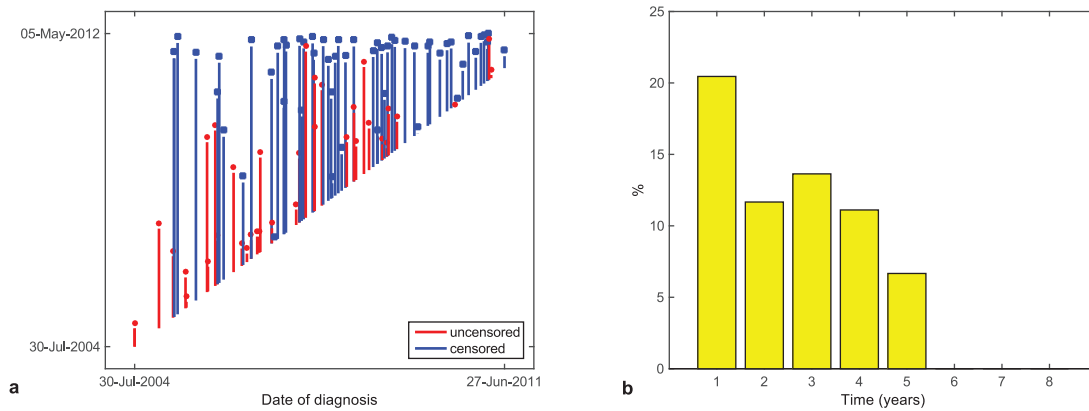 05-May-2012
30-Jul-2004
uncensored
censored
30-Jul-2004
27-Jun-2011
Date of diagnosis
a
25
20
15
10
5
0
%
1 2 3 4 5 6 7 8
Time (years)
b